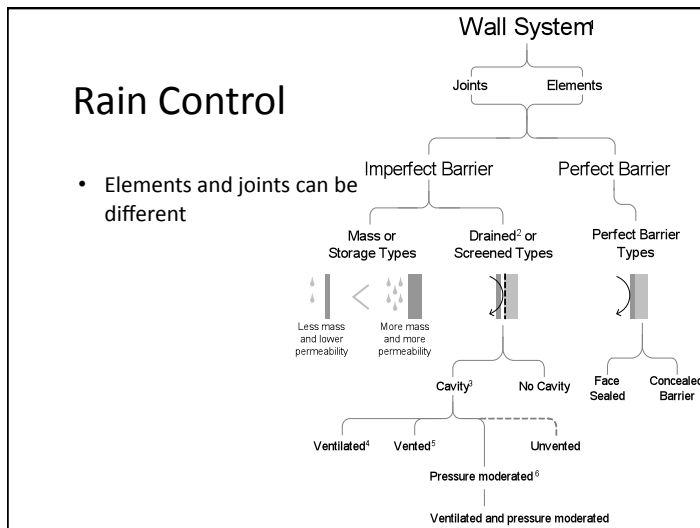 Wall System¹
Rain Control
Joints
Elements
• Elements and joints can be
different
Imperfect Barrier
Perfect Barrier
Mass or
Storage Types
Drained² or
Screened Types
Perfect Barrier
Types
<
Less mass
and lower
permeability
More mass
and more
permeability
Cavity³
No Cavity
Face
Sealed
Concealed
Barrier
Ventilated⁴
Vented⁵
Unvented
Pressure moderated⁶
Ventilated and pressure moderated